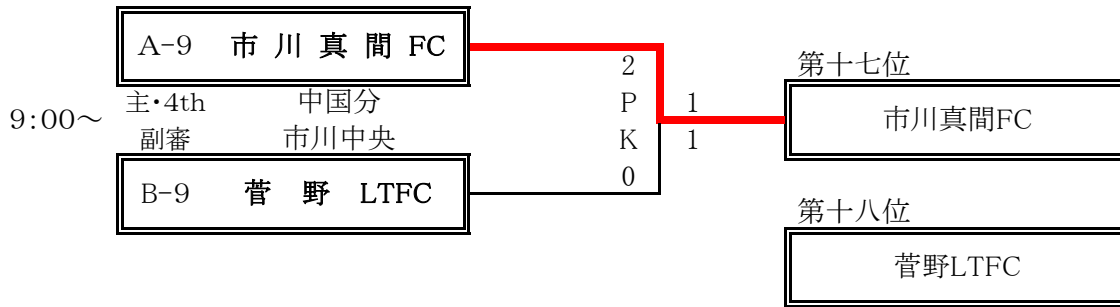 A-9 市川真間FC
2
第十七位
9:00～
主・4th 中国分
P 1
市川真間FC
副審 市川中央
K 1
B-9 菅野 LTFC
0
第十八位
菅野LTFC